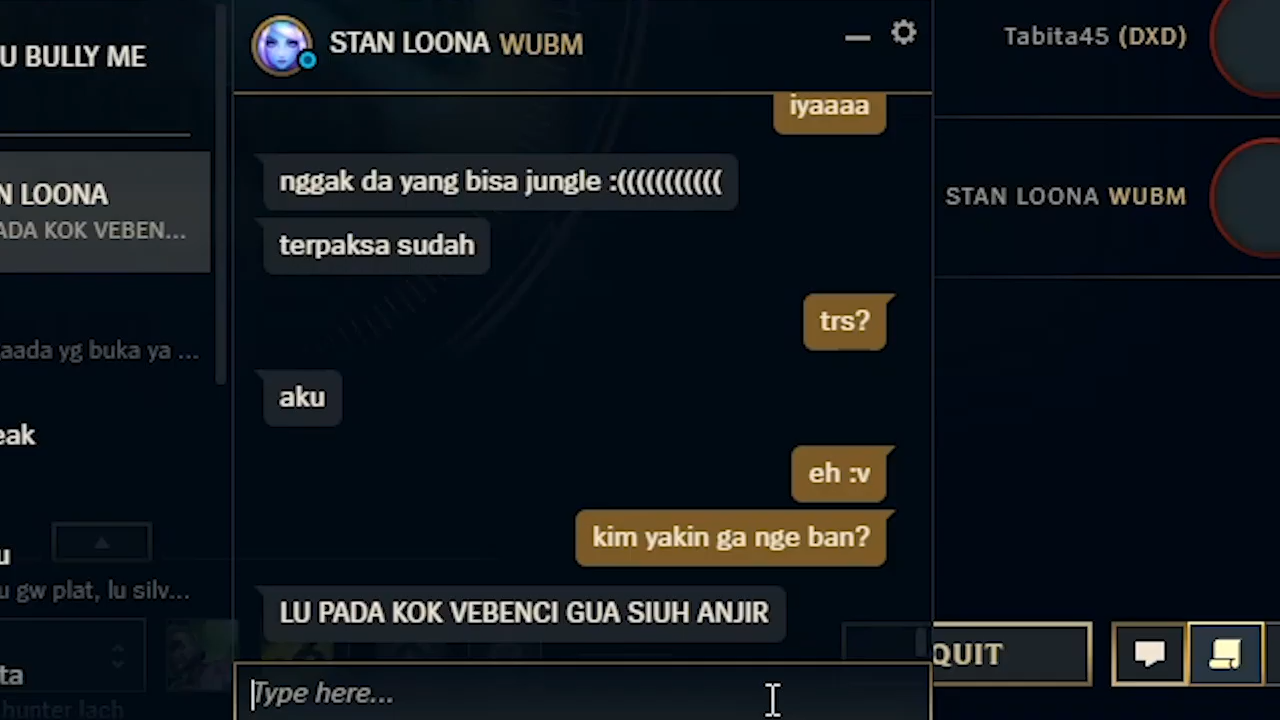 U BULLY ME
N LOONA
ADA KOK VEBEN...
aada yg buka ya ...
eak
u
u gw plat, lu silv...
ta
hunter lach
STAN LOONA WUBM
iyaaaa
nggak da yang bisa jungle :(((((((((((
terpaksa sudah
trs?
aku
eh :v
kim yakin ga nge ban?
LU PADA KOK VEBENCI GUA SIUH ANJIR
Type here...
Tabita45 (DXD)
STAN LOONA WUBM
QUIT